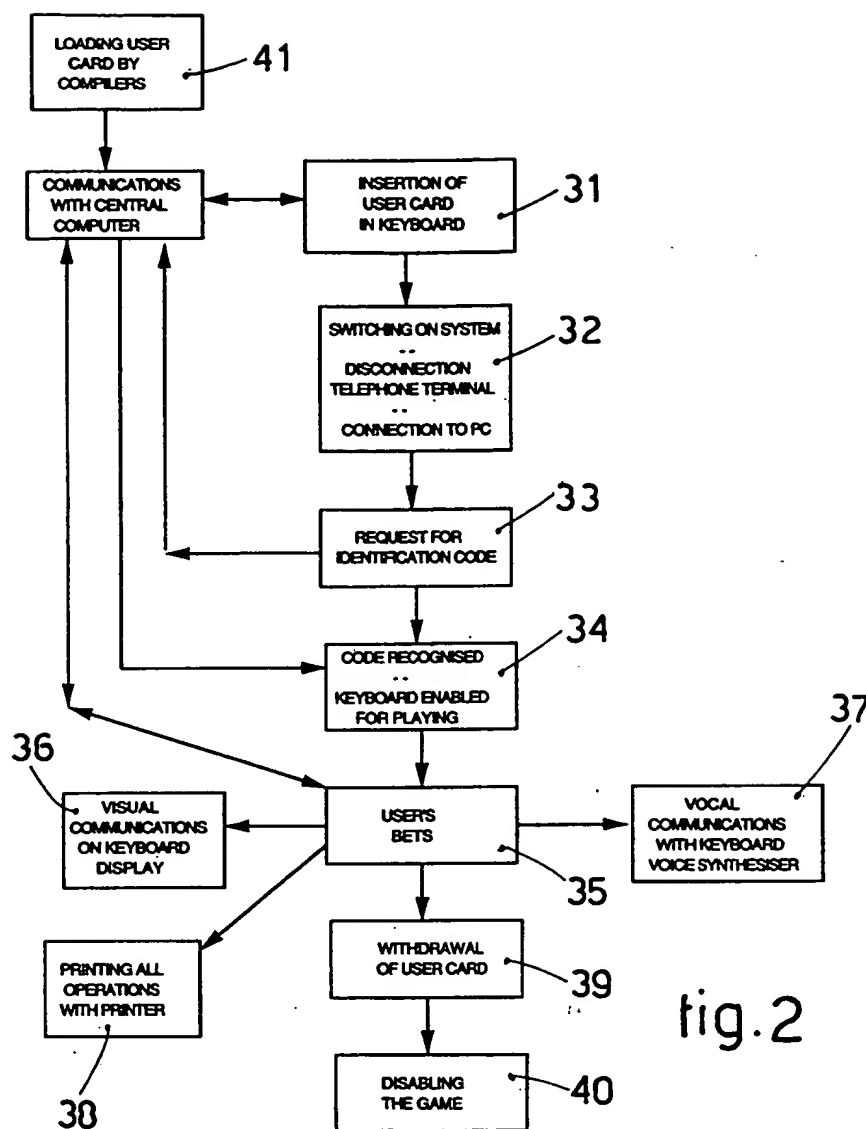 LOADING USER
CARD BY
COMPILERS
41
COMMUNICATIONS
WITH CENTRAL
COMPUTER
INSERTION OF
USER CARD
IN KEYBOARD
31
SWITCHING ON SYSTEM
--
DISCONNECTION
TELEPHONE TERMINAL
--
CONNECTION TO PC
32
REQUEST FOR
IDENTIFICATION CODE
33
CODE RECOGNISED
--
KEYBOARD ENABLED
FOR PLAYING
34
36
VISUAL
COMMUNICATIONS
ON KEYBOARD
DISPLAY
USER'S
BETS
35
37
VOCAL
COMMUNICATIONS
WITH KEYBOARD
VOICE SYNTHESISER
PRINTING ALL
OPERATIONS
WITH PRINTER
38
WITHDRAWAL
OF USER CARD
39
DISABLING
THE GAME
40
fig.2